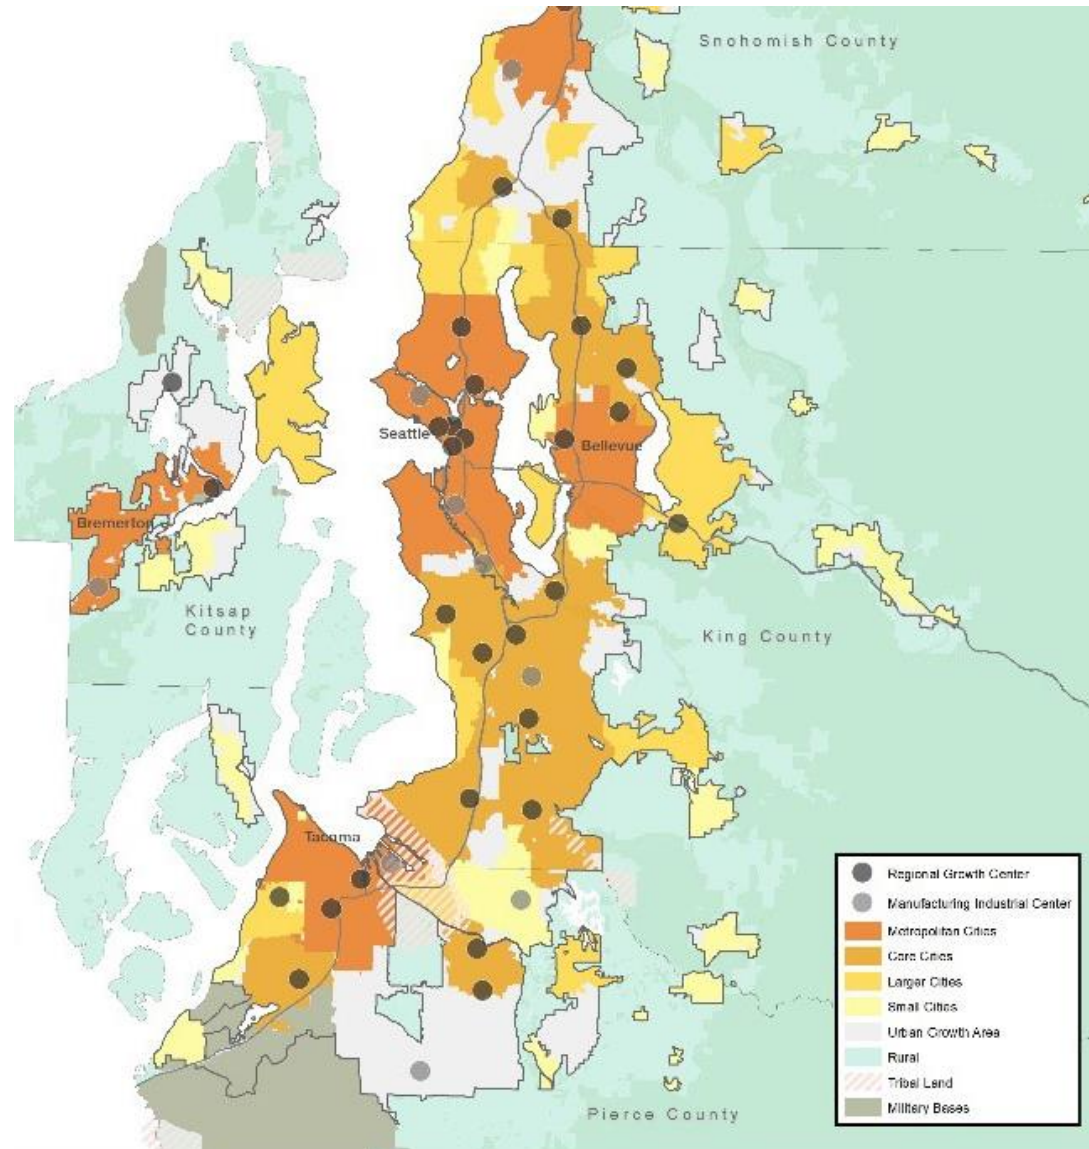 Snohomish County
Seattle
Bellevue
Bremerton
Kitsap
County
King County
Tacoma
Pierce County
Regional Growth Center
Manufacturing Industrial Center
Metropolitan Cities
Core Cities
Larger Cities
Small Cities
Urban Growth Area
Rural
Tribal Land
Military Bases